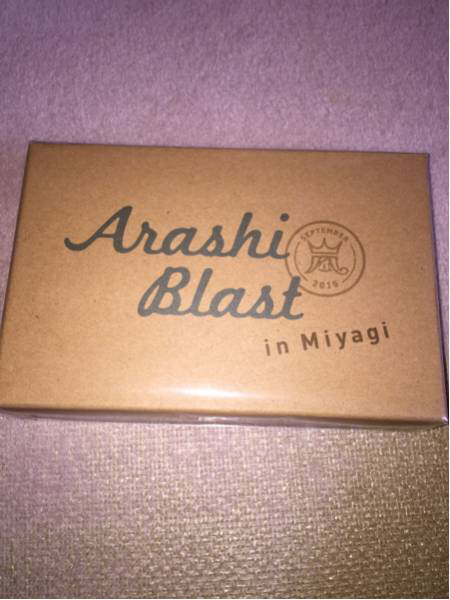 Arashi
Blast
SEPTEMBER
嵐
2015
in Miyagi